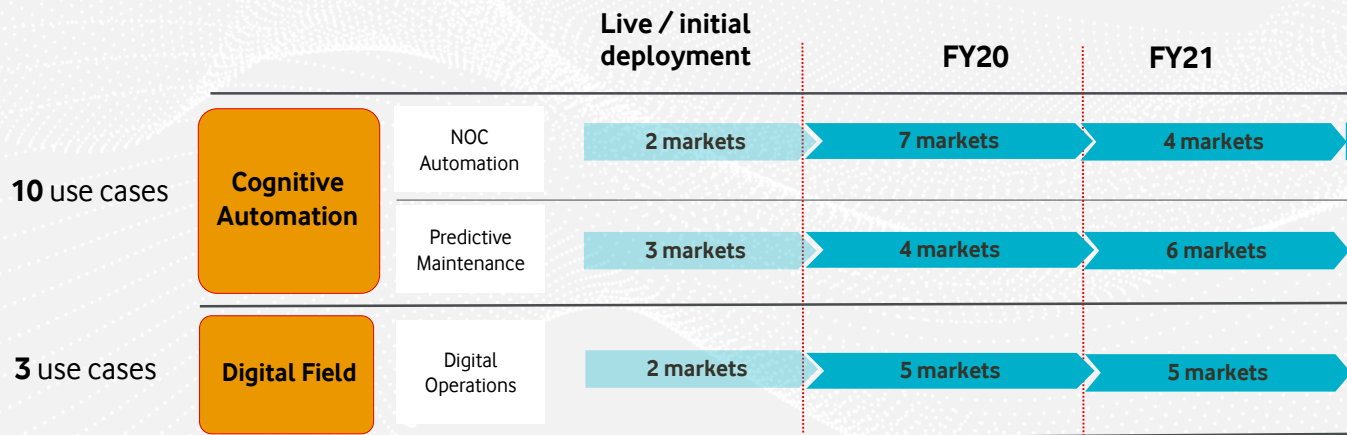 Live / initial
deployment
FY20
FY21
10 use cases
Cognitive
Automation
NOC
Automation
2 markets
7 markets
4 markets
Predictive
Maintenance
3 markets
4 markets
6 markets
3 use cases
Digital Field
Digital
Operations
2 markets
5 markets
5 markets